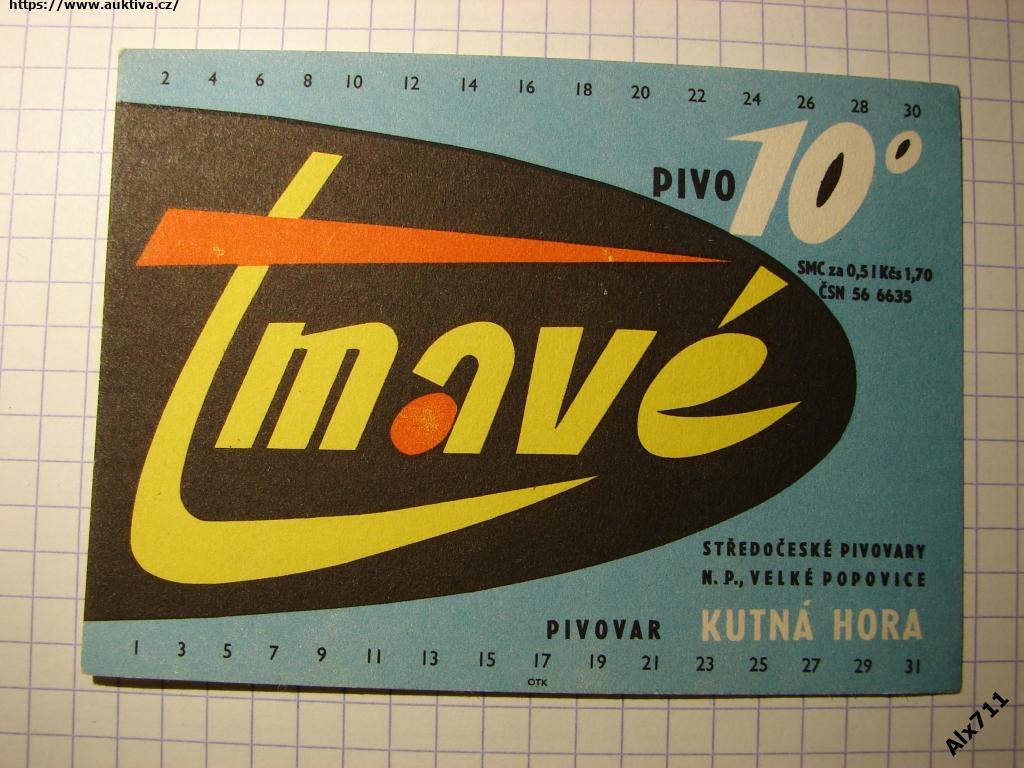 https://www.auktiva.cz/
2 4 6 8 10 12 14 16 18 20 22 24 26 28 30
PIVO 10°
SMC za 0,5 l Kčs 1,70
ČSN 56 6635
tmavé
STŘEDOČESKÉ PIVOVARY
N. P., VELKÉ POPOVICE
PIVOVAR KUTNÁ HORA
1 3 5 7 9 11 13 15 17 19 21 23 25 27 29 31
OTK
Alx711